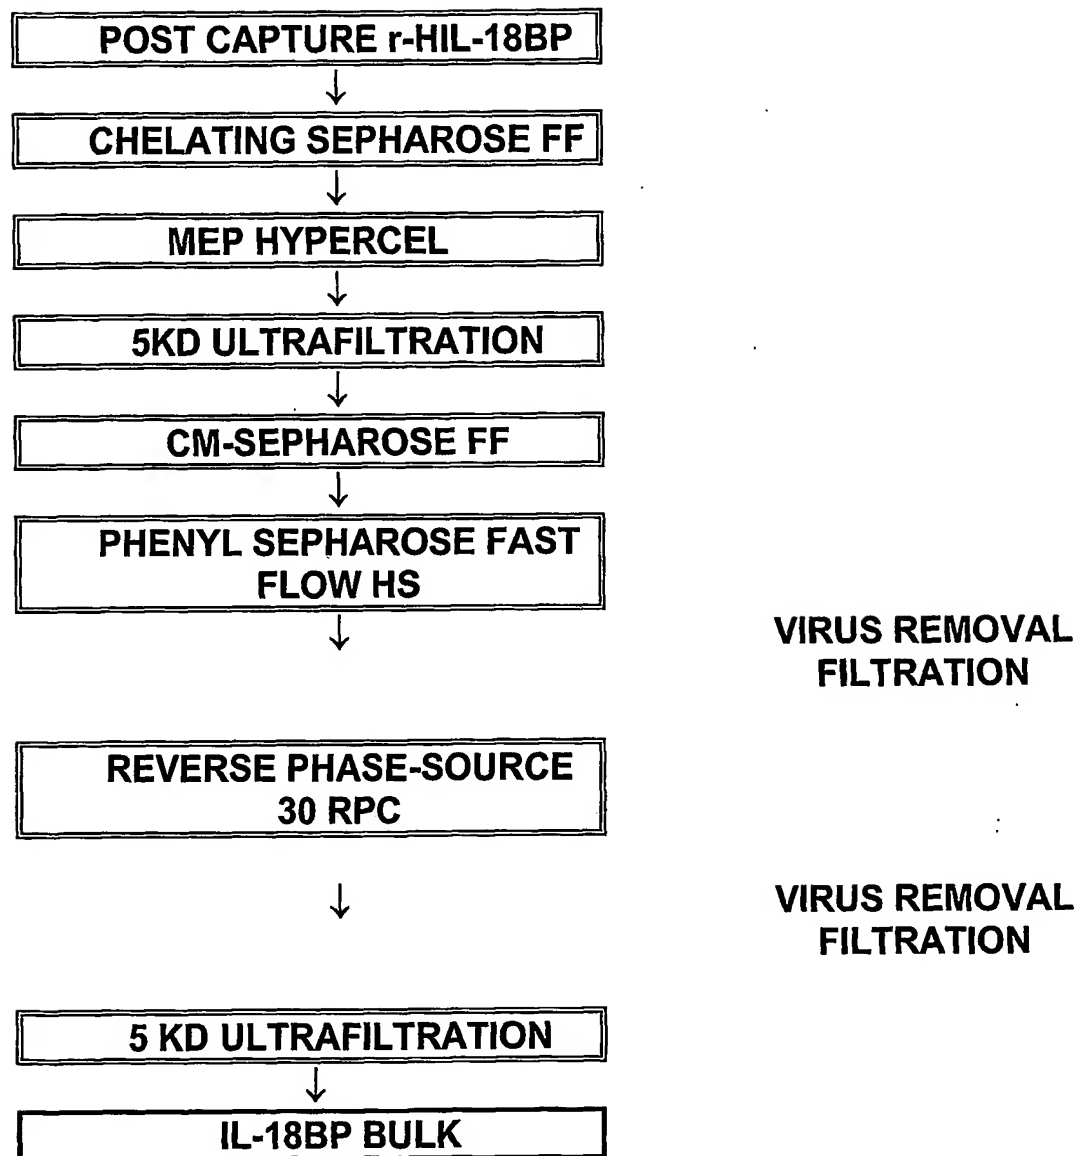 POST CAPTURE r-HIL-18BP
CHELATING SEPHAROSE FF
MEP HYPERCEL
5KD ULTRAFILTRATION
CM-SEPHAROSE FF
PHENYL SEPHAROSE FAST
FLOW HS
VIRUS REMOVAL
FILTRATION
REVERSE PHASE-SOURCE
30 RPC
VIRUS REMOVAL
FILTRATION
5 KD ULTRAFILTRATION
IL-18BP BULK